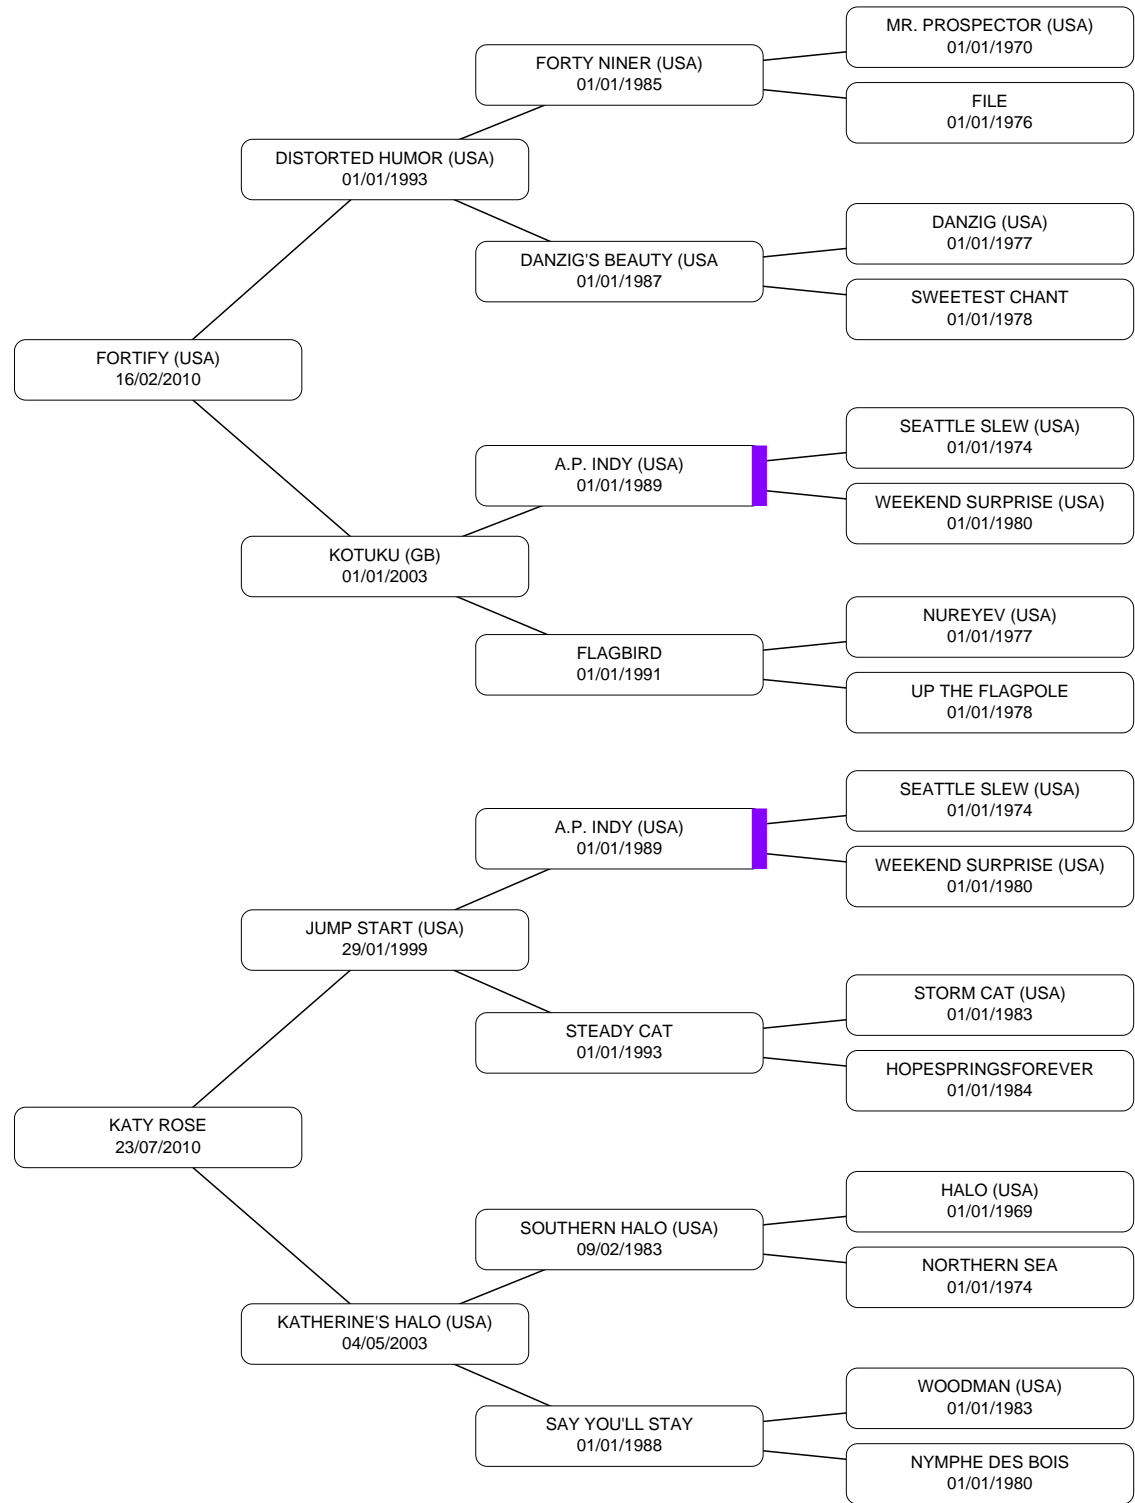 MR. PROSPECTOR (USA)
01/01/1970
FORTY NINER (USA)
01/01/1985
FILE
01/01/1976
DISTORTED HUMOR (USA)
01/01/1993
DANZIG (USA)
01/01/1977
DANZIG'S BEAUTY (USA
01/01/1987
SWEETEST CHANT
01/01/1978
FORTIFY (USA)
16/02/2010
SEATTLE SLEW (USA)
01/01/1974
A.P. INDY (USA)
01/01/1989
WEEKEND SURPRISE (USA)
01/01/1980
KOTUKU (GB)
01/01/2003
NUREYEV (USA)
01/01/1977
FLAGBIRD
01/01/1991
UP THE FLAGPOLE
01/01/1978
SEATTLE SLEW (USA)
01/01/1974
A.P. INDY (USA)
01/01/1989
WEEKEND SURPRISE (USA)
01/01/1980
JUMP START (USA)
29/01/1999
STORM CAT (USA)
01/01/1983
STEADY CAT
01/01/1993
HOPESPRINGSFOREVER
01/01/1984
KATY ROSE
23/07/2010
HALO (USA)
01/01/1969
SOUTHERN HALO (USA)
09/02/1983
NORTHERN SEA
01/01/1974
KATHERINE'S HALO (USA)
04/05/2003
WOODMAN (USA)
01/01/1983
SAY YOU'LL STAY
01/01/1988
NYMPHE DES BOIS
01/01/1980